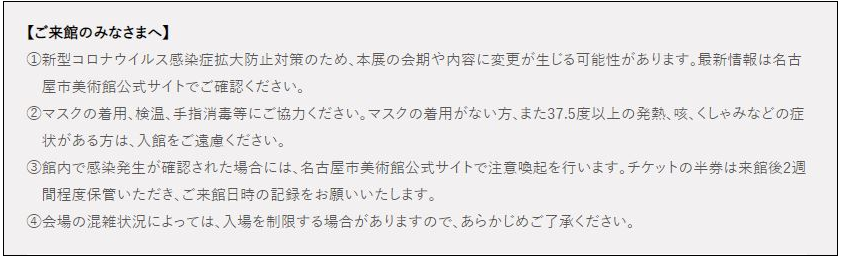 【ご来館のみなさまへ】
①新型コロナウイルス感染症拡大防止対策のため、本展の会期や内容に変更が生じる可能性があります。最新情報は名古
屋市美術館公式サイトでご確認ください。
②マスクの着用、検温、手指消毒等にご協力ください。マスクの着用がない方、また37.5度以上の発熱、咳、くしゃみなどの症
状がある方は、入館をご遠慮ください。
③館内で感染発生が確認された場合には、名古屋市美術館公式サイトで注意喚起を行います。チケットの半券は来館後2週
間程度保管いただき、ご来館日時の記録をお願いいたします。
④会場の混雑状況によっては、入場を制限する場合がありますので、あらかじめご了承ください。